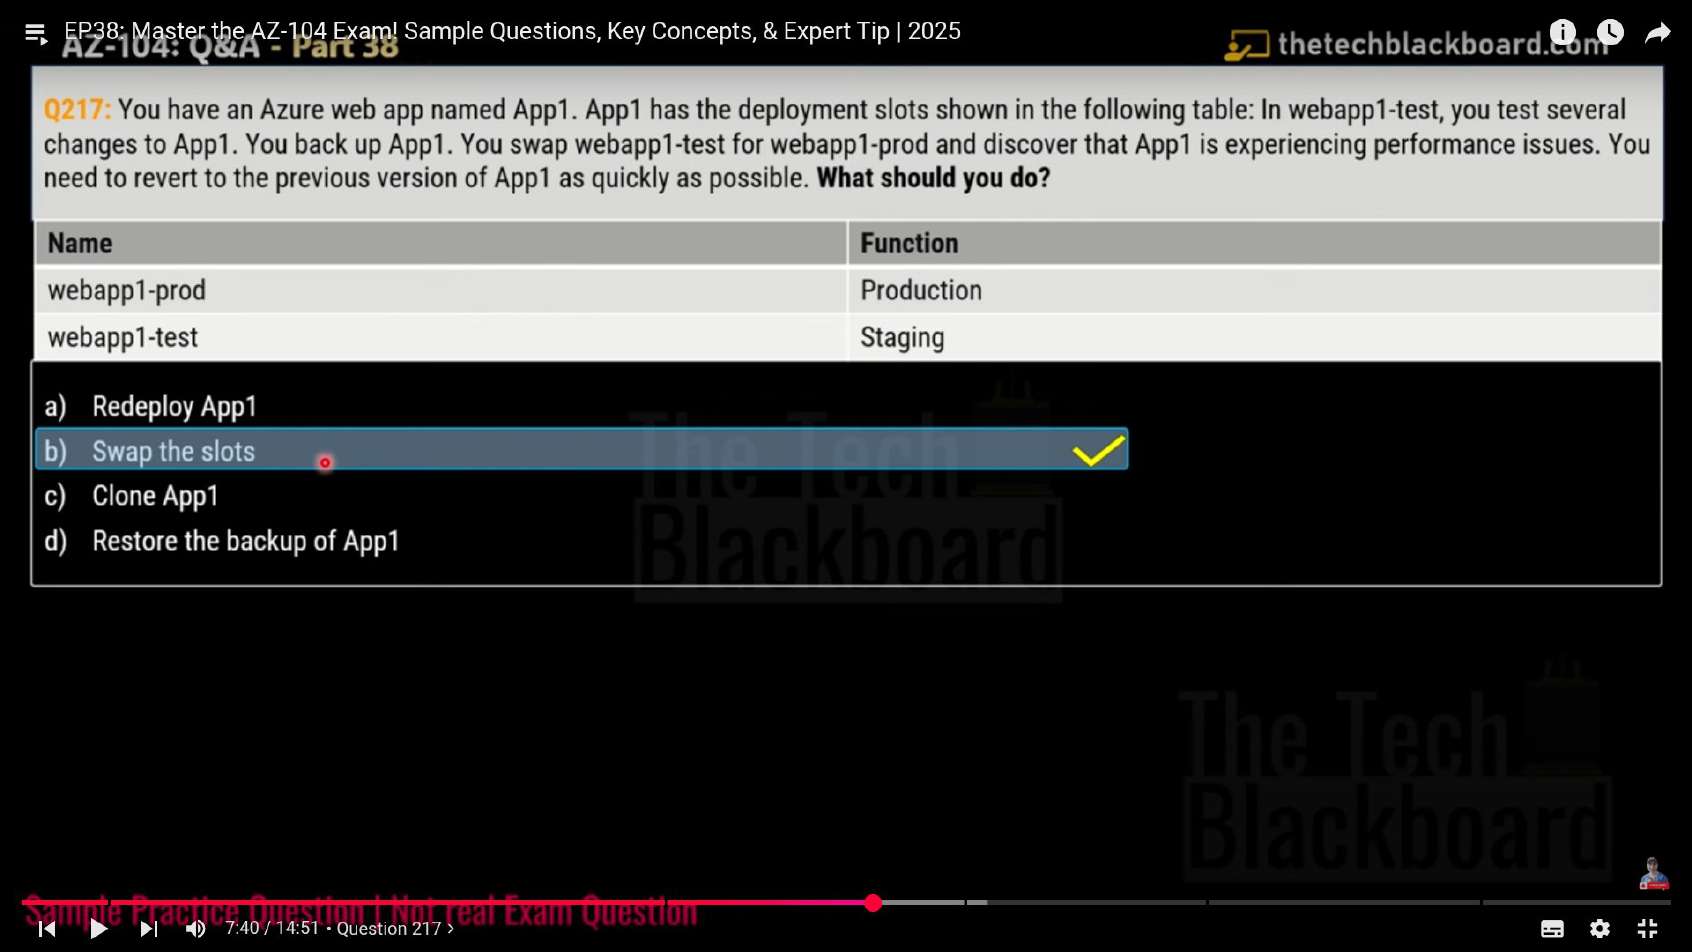 EP38: Master the AZ-104 Exam! Sample Questions, Key Concepts, & Expert Tip | 2025
AZ-104: Q&A - Part 38
thetechblackboard.com
Q217: You have an Azure web app named App1. App1 has the deployment slots shown in the following table: In webapp1-test, you test several
changes to App1. You back up App1. You swap webapp1-test for webapp1-prod and discover that App1 is experiencing performance issues. You
need to revert to the previous version of App1 as quickly as possible. What should you do?
Name Function
webapp1-prod Production
webapp1-test Staging
a) Redeploy App1
b) Swap the slots
c) Clone App1
d) Restore the backup of App1
The Tech
Blackboard
The Tech
Blackboard
Sample Practice Question | Not real Exam Question
7:40 / 14:51 • Question 217 >